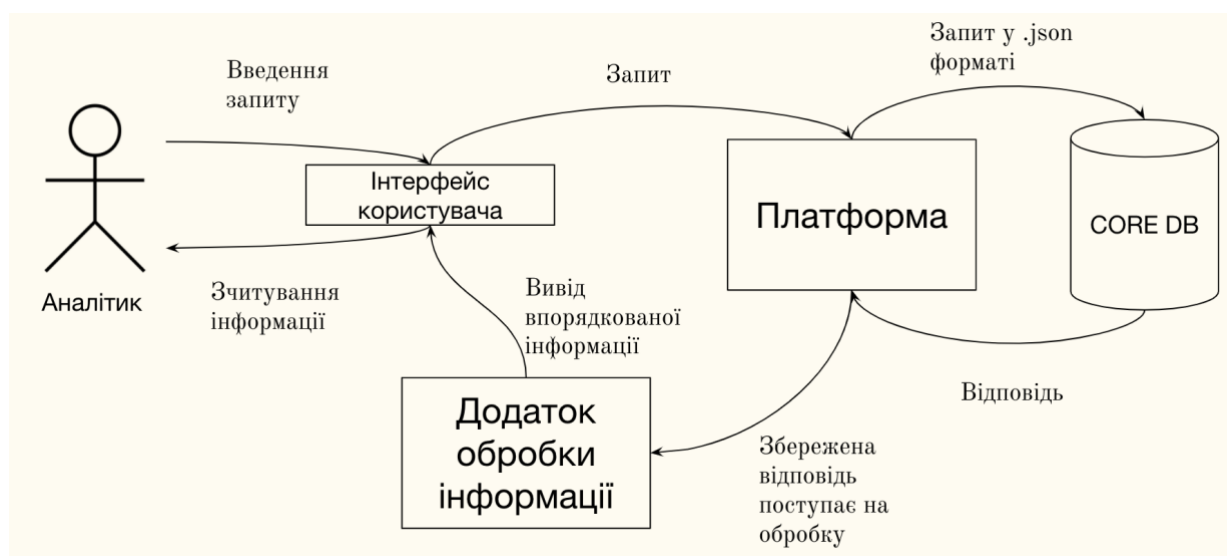 Введення
запиту
Запит
Запит у .json
форматі
Інтерфейс
користувача
Платформа
CORE DB
Аналітик
Зчитування
інформації
Вивід
впорядкованої
інформації
Відповідь
Додаток
обробки
інформації
Збережена
відповідь
поступає на
обробку